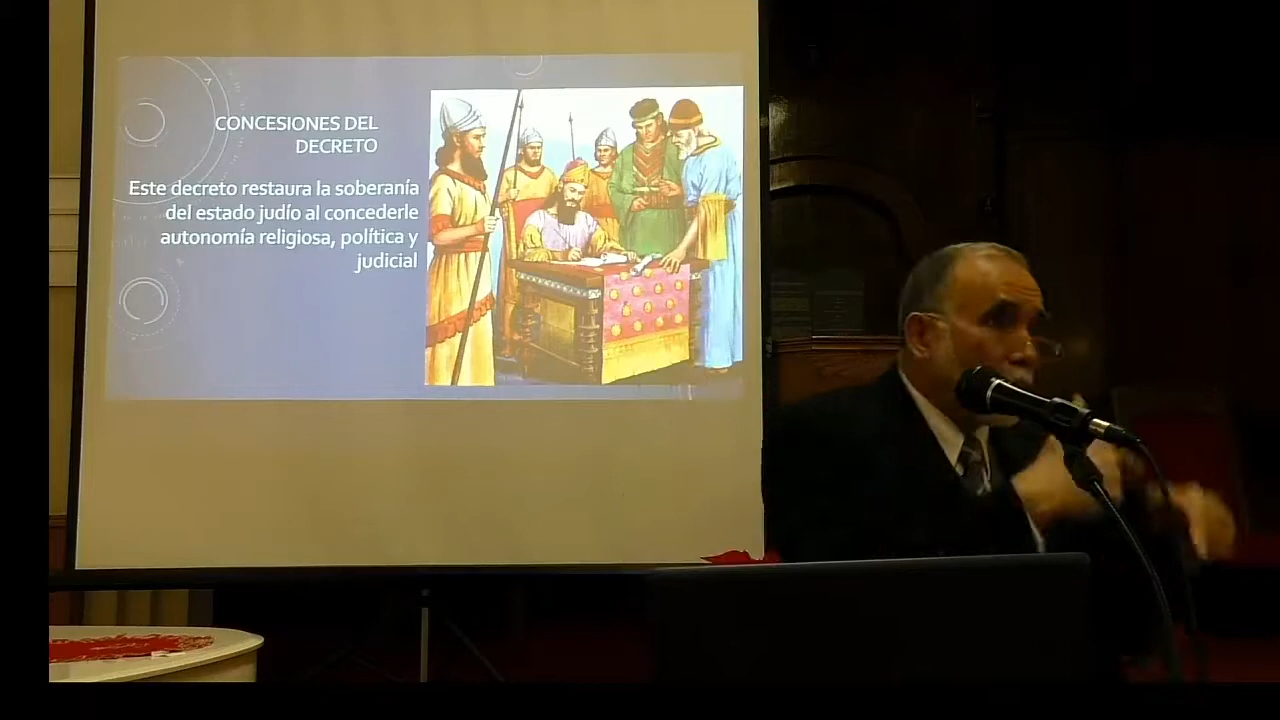 CONCESIONES DEL
DECRETO
Este decreto restaura la soberanía
del estado judío al concederle
autonomía religiosa, política y
judicial